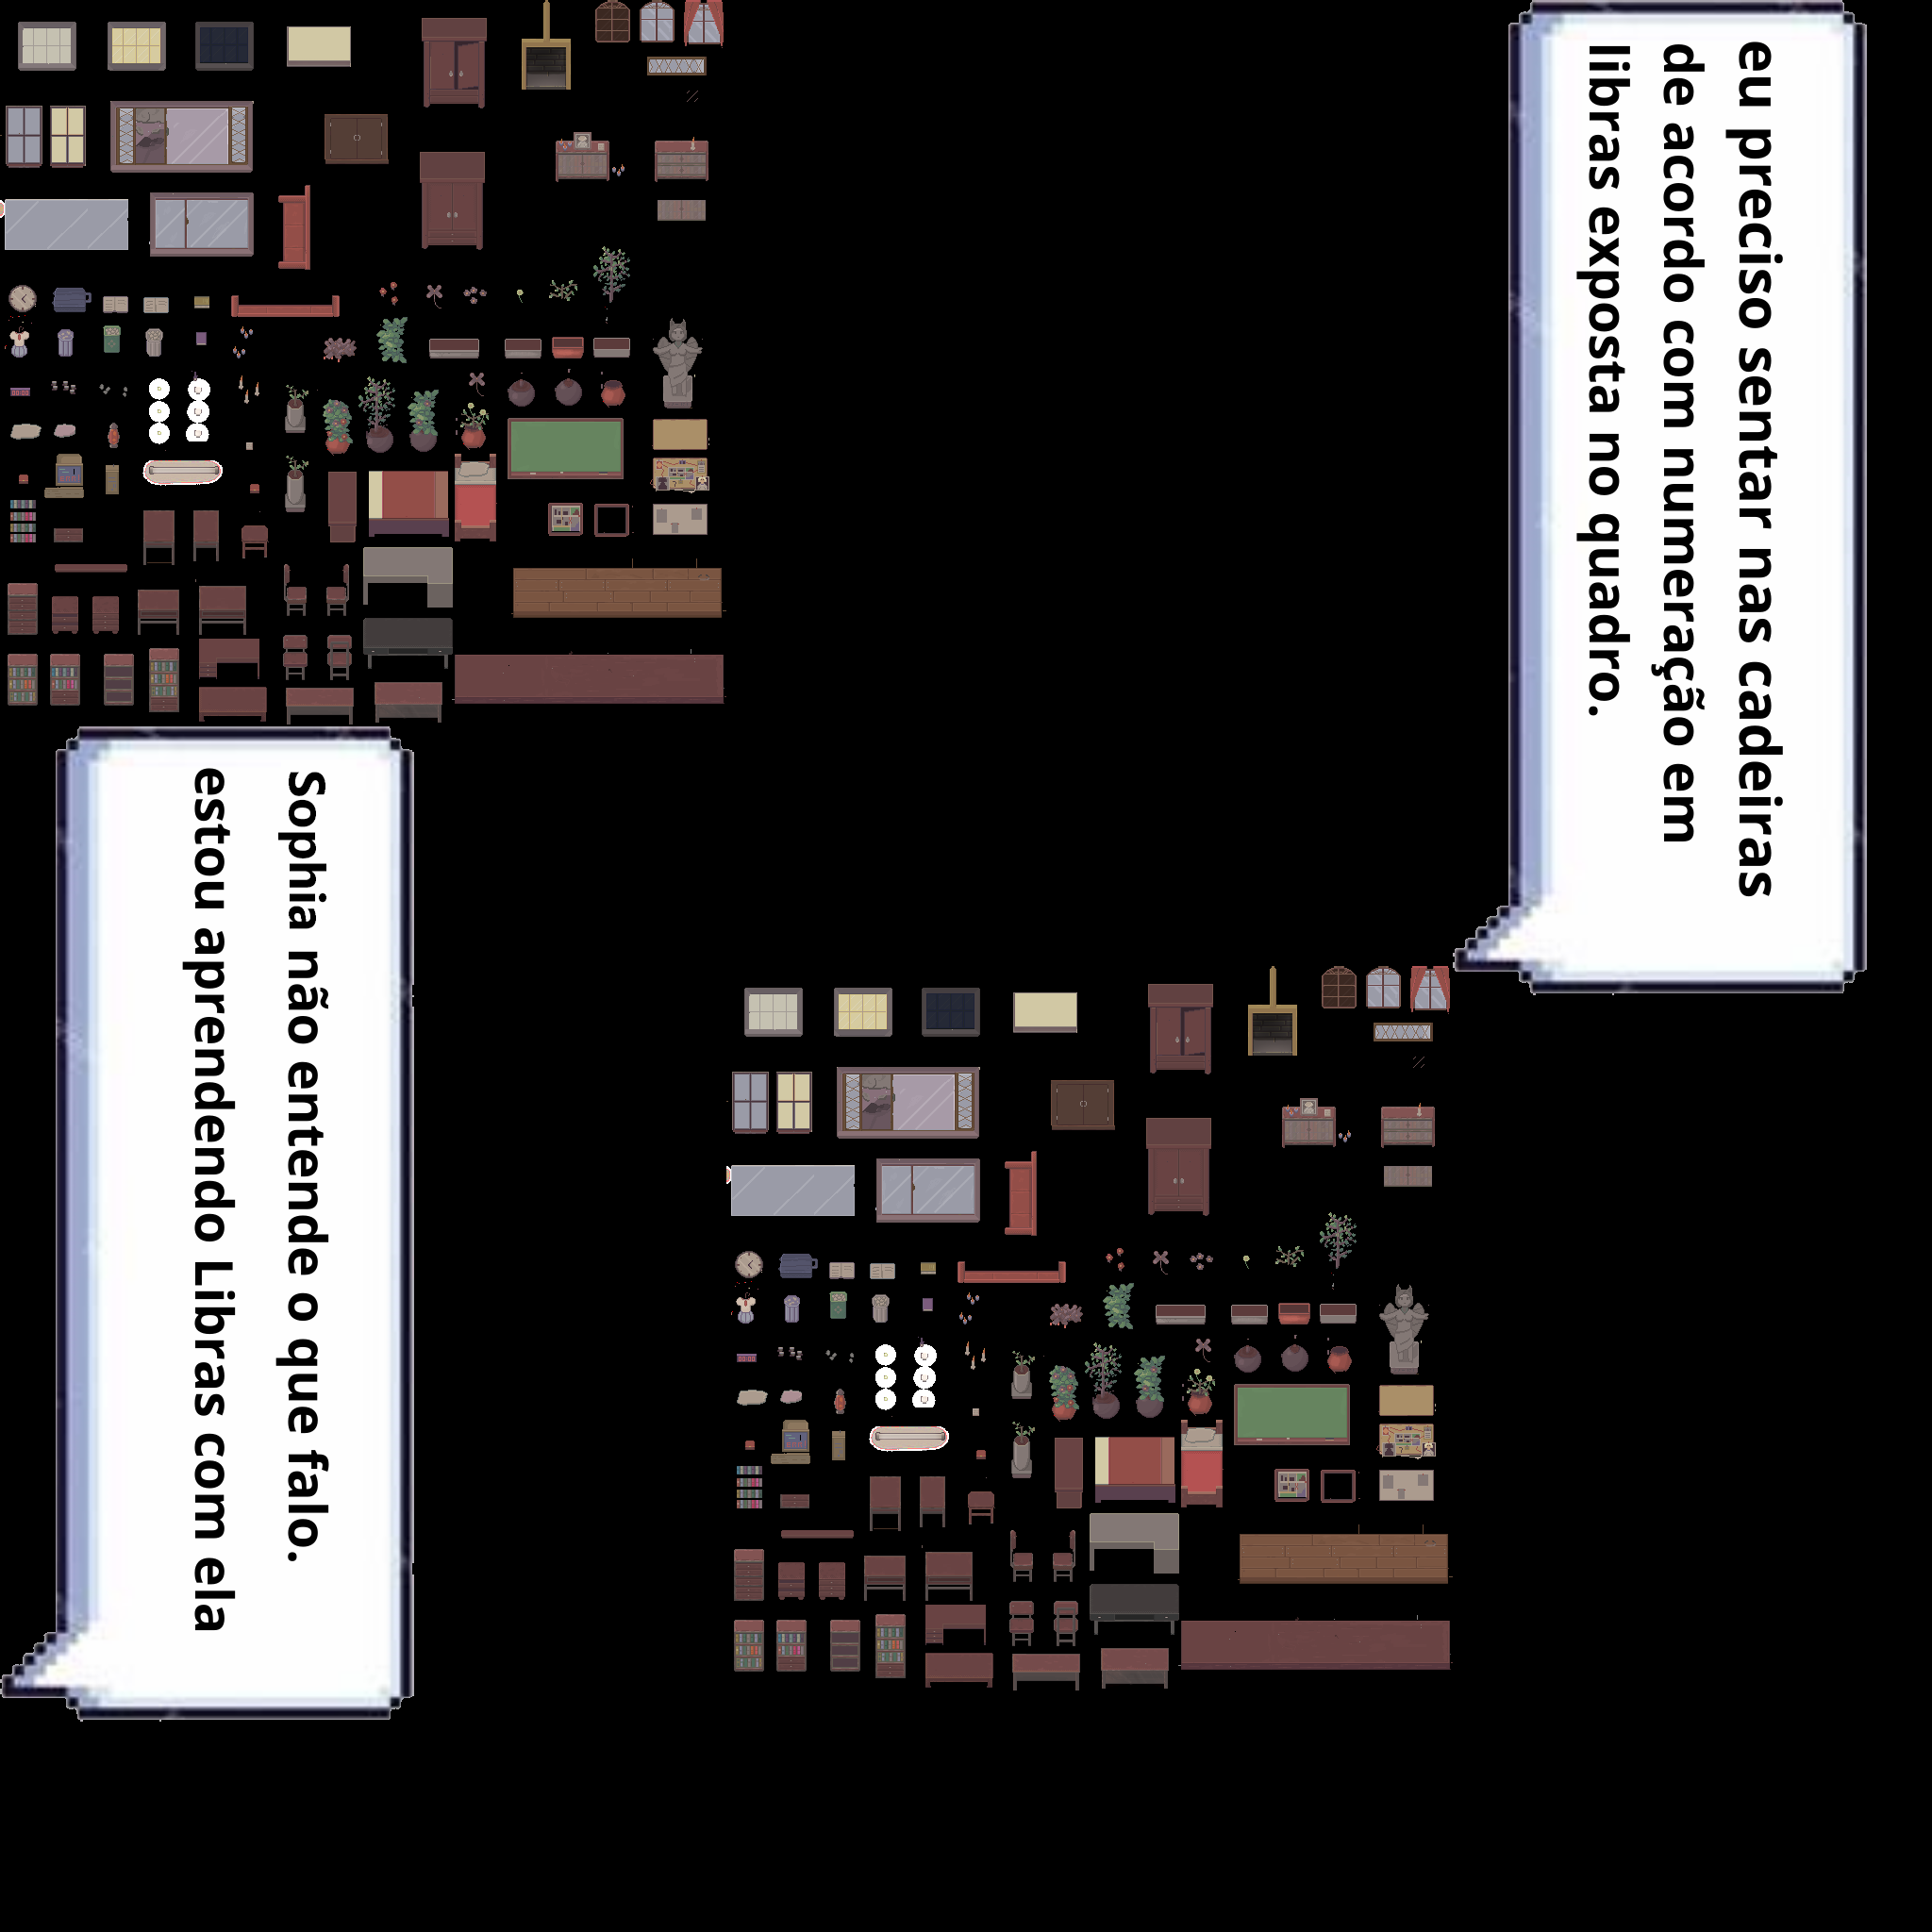 eu preciso sentar nas cadeiras
de acordo com numeração em
libras exposta no quadro.
Sophia não entende o que falo.
estou aprendendo Libras com ela